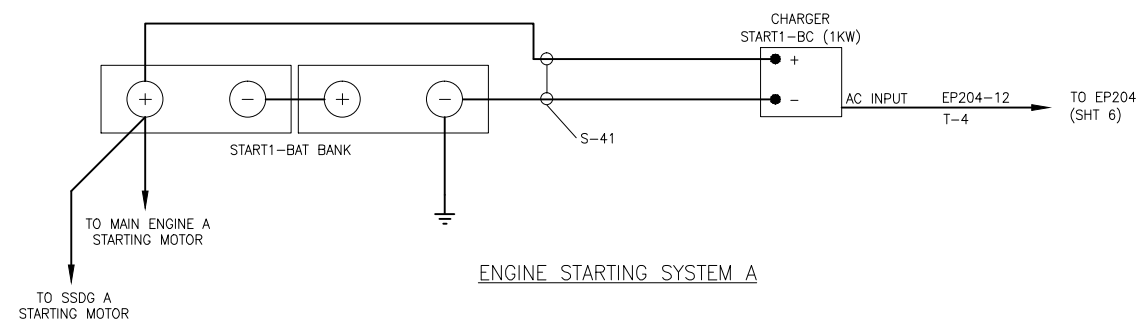 CHARGER
START1-BC (1KW)
+
-
AC INPUT
EP204-12
T-4
TO EP204
(SHT 6)
+
-
+
-
S-41
START1-BAT BANK
TO MAIN ENGINE A
STARTING MOTOR
TO SSDG A
STARTING MOTOR
ENGINE STARTING SYSTEM A